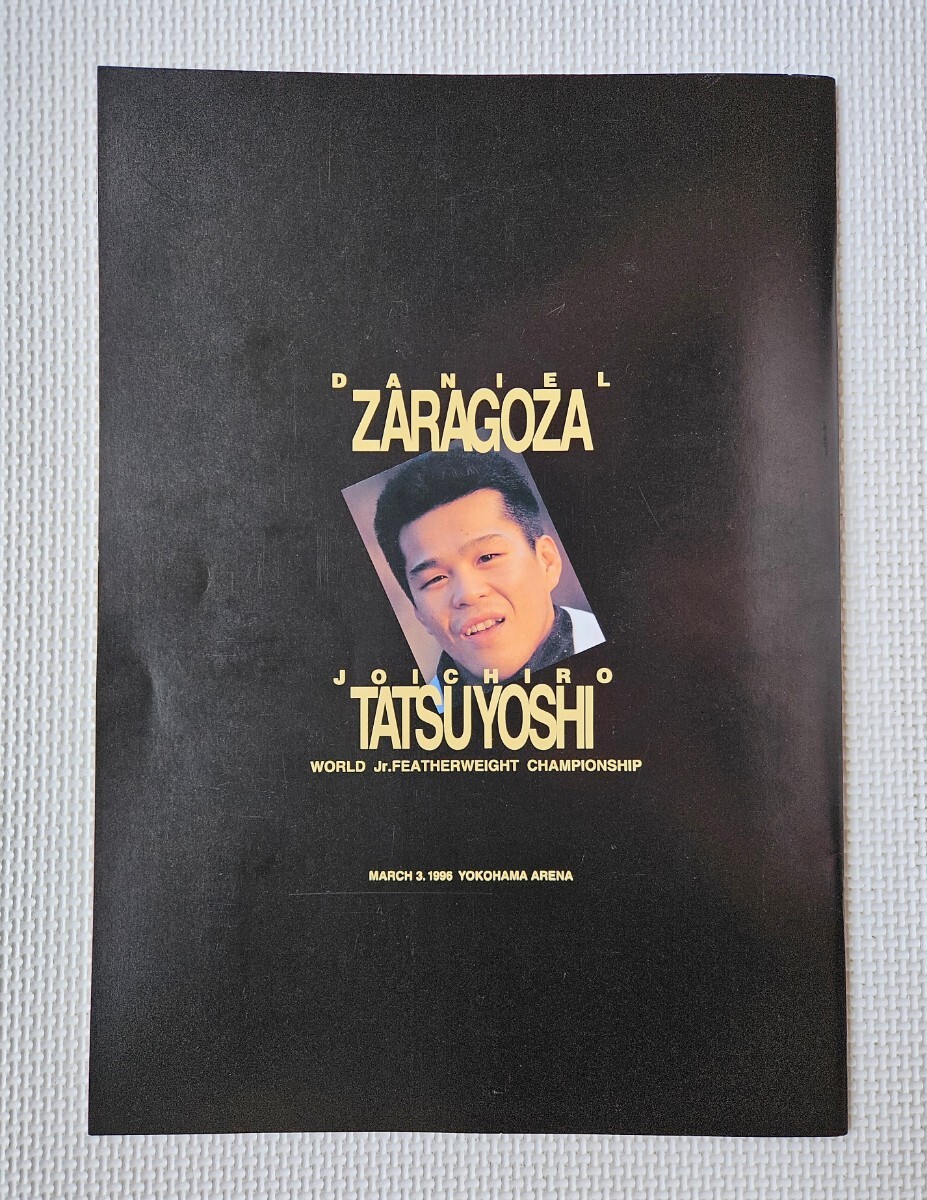 DANIEL
ZARAGOZA
JOICHIRO
TATSUYOSHI
WORLD Jr.FEATHERWEIGHT CHAMPIONSHIP
MARCH 3.1996 YOKOHAMA ARENA